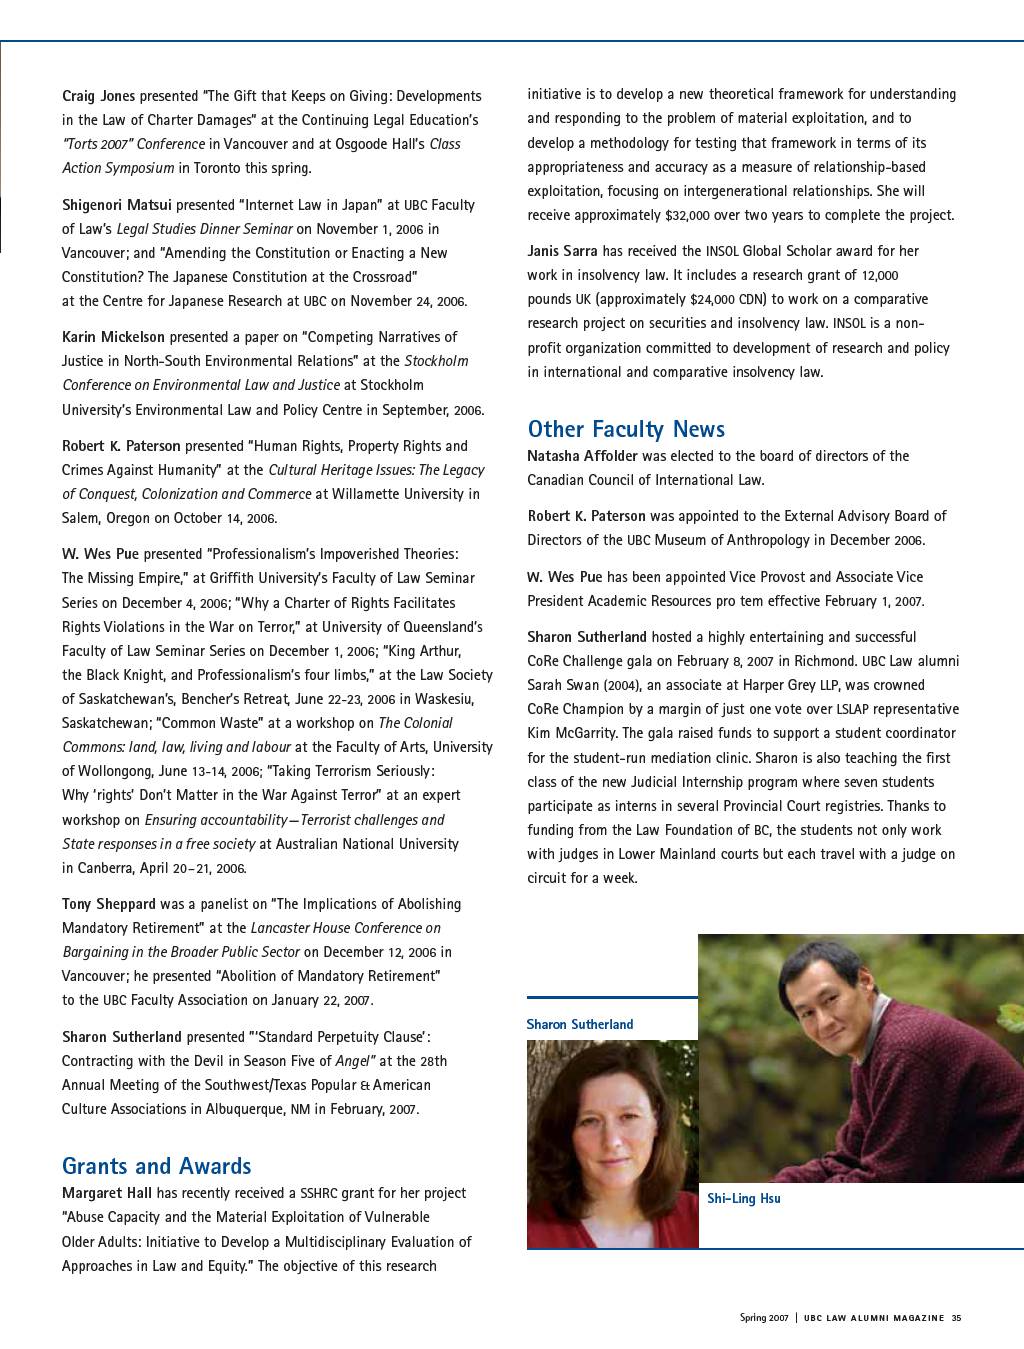 Craig Jones presented "The Gift that Keeps on Giving: Developments
in the Law of Charter Damages" at the Continuing Legal Education's
"Torts 2007" Conference in Vancouver and at Osgoode Hall's Class
Action Symposium in Toronto this spring.
Shigenori Matsui presented "Internet Law in Japan" at UBC Faculty
of Law's Legal Studies Dinner Seminar on November 1, 2006 in
Vancouver; and "Amending the Constitution or Enacting a New
Constitution? The Japanese Constitution at the Crossroad"
at the Centre for Japanese Research at UBC on November 24, 2006.
Karin Mickelson presented a paper on "Competing Narratives of
Justice in North-South Environmental Relations" at the Stockholm
Conference on Environmental Law and Justice at Stockholm
University's Environmental Law and Policy Centre in September, 2006.
Robert K. Paterson presented "Human Rights, Property Rights and
Crimes Against Humanity" at the Cultural Heritage Issues: The Legacy
of Conquest, Colonization and Commerce at Willamette University in
Salem, Oregon on October 14, 2006.
W. Wes Pue presented "Professionalism's Impoverished Theories:
The Missing Empire," at Griffith University's Faculty of Law Seminar
Series on December 4, 2006; "Why a Charter of Rights Facilitates
Rights Violations in the War on Terror," at University of Queensland's
Faculty of Law Seminar Series on December 1, 2006; "King Arthur,
the Black Knight, and Professionalism's four limbs," at the Law Society
of Saskatchewan's, Bencher's Retreat, June 22-23, 2006 in Waskesiu,
Saskatchewan; "Common Waste" at a workshop on The Colonial
Commons: land, law, living and labour at the Faculty of Arts, University
of Wollongong, June 13-14, 2006; "Taking Terrorism Seriously:
Why 'rights' Don't Matter in the War Against Terror" at an expert
workshop on Ensuring accountability—Terrorist challenges and
State responses in a free society at Australian National University
in Canberra, April 20–21, 2006.
Tony Sheppard was a panelist on "The Implications of Abolishing
Mandatory Retirement" at the Lancaster House Conference on
Bargaining in the Broader Public Sector on December 12, 2006 in
Vancouver; he presented "Abolition of Mandatory Retirement"
to the UBC Faculty Association on January 22, 2007.
Sharon Sutherland presented "'Standard Perpetuity Clause':
Contracting with the Devil in Season Five of Angel" at the 28th
Annual Meeting of the Southwest/Texas Popular & American
Culture Associations in Albuquerque, NM in February, 2007.
Grants and Awards
Margaret Hall has recently received a SSHRC grant for her project
"Abuse Capacity and the Material Exploitation of Vulnerable
Older Adults: Initiative to Develop a Multidisciplinary Evaluation of
Approaches in Law and Equity." The objective of this research
initiative is to develop a new theoretical framework for understanding
and responding to the problem of material exploitation, and to
develop a methodology for testing that framework in terms of its
appropriateness and accuracy as a measure of relationship-based
exploitation, focusing on intergenerational relationships. She will
receive approximately $32,000 over two years to complete the project.
Janis Sarra has received the INSOL Global Scholar award for her
work in insolvency law. It includes a research grant of 12,000
pounds UK (approximately $24,000 CDN) to work on a comparative
research project on securities and insolvency law. INSOL is a non-
profit organization committed to development of research and policy
in international and comparative insolvency law.
Other Faculty News
Natasha Affolder was elected to the board of directors of the
Canadian Council of International Law.
Robert K. Paterson was appointed to the External Advisory Board of
Directors of the UBC Museum of Anthropology in December 2006.
W. Wes Pue has been appointed Vice Provost and Associate Vice
President Academic Resources pro tem effective February 1, 2007.
Sharon Sutherland hosted a highly entertaining and successful
CoRe Challenge gala on February 8, 2007 in Richmond. UBC Law alumni
Sarah Swan (2004), an associate at Harper Grey LLP, was crowned
CoRe Champion by a margin of just one vote over LSLAP representative
Kim McGarrity. The gala raised funds to support a student coordinator
for the student-run mediation clinic. Sharon is also teaching the first
class of the new Judicial Internship program where seven students
participate as interns in several Provincial Court registries. Thanks to
funding from the Law Foundation of BC, the students not only work
with judges in Lower Mainland courts but each travel with a judge on
circuit for a week.
Sharon Sutherland
Shi-Ling Hsu
Spring 2007 | UBC LAW ALUMNI MAGAZINE 35